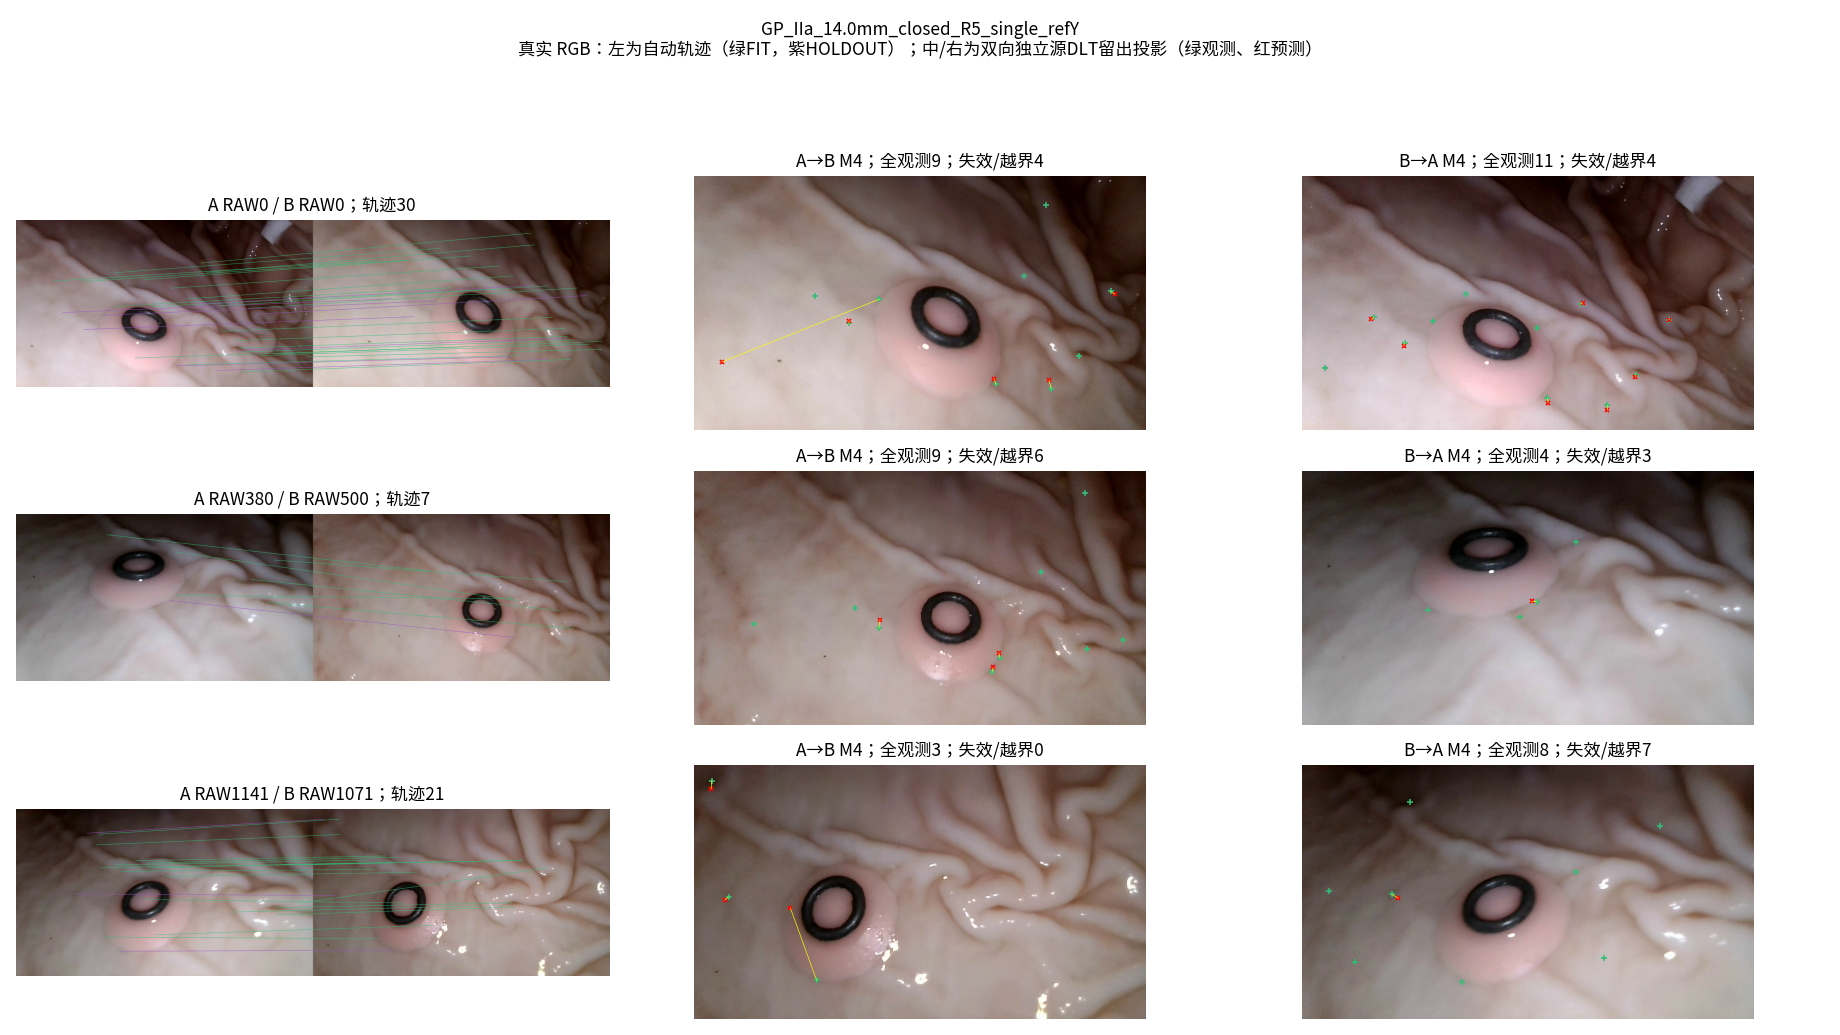 GP_IIa_14.0mm_closed_R5_single_refY
真实 RGB：左为自动轨迹（绿FIT，紫HOLDOUT）；中/右为双向独立源DLT留出投影（绿观测、红预测）
A RAW0 / B RAW0；轨迹30
A→B M4；全观测9；失效/越界4
B→A M4；全观测11；失效/越界4
A RAW380 / B RAW500；轨迹7
A→B M4；全观测9；失效/越界6
B→A M4；全观测4；失效/越界3
A RAW1141 / B RAW1071；轨迹21
A→B M4；全观测3；失效/越界0
B→A M4；全观测8；失效/越界7